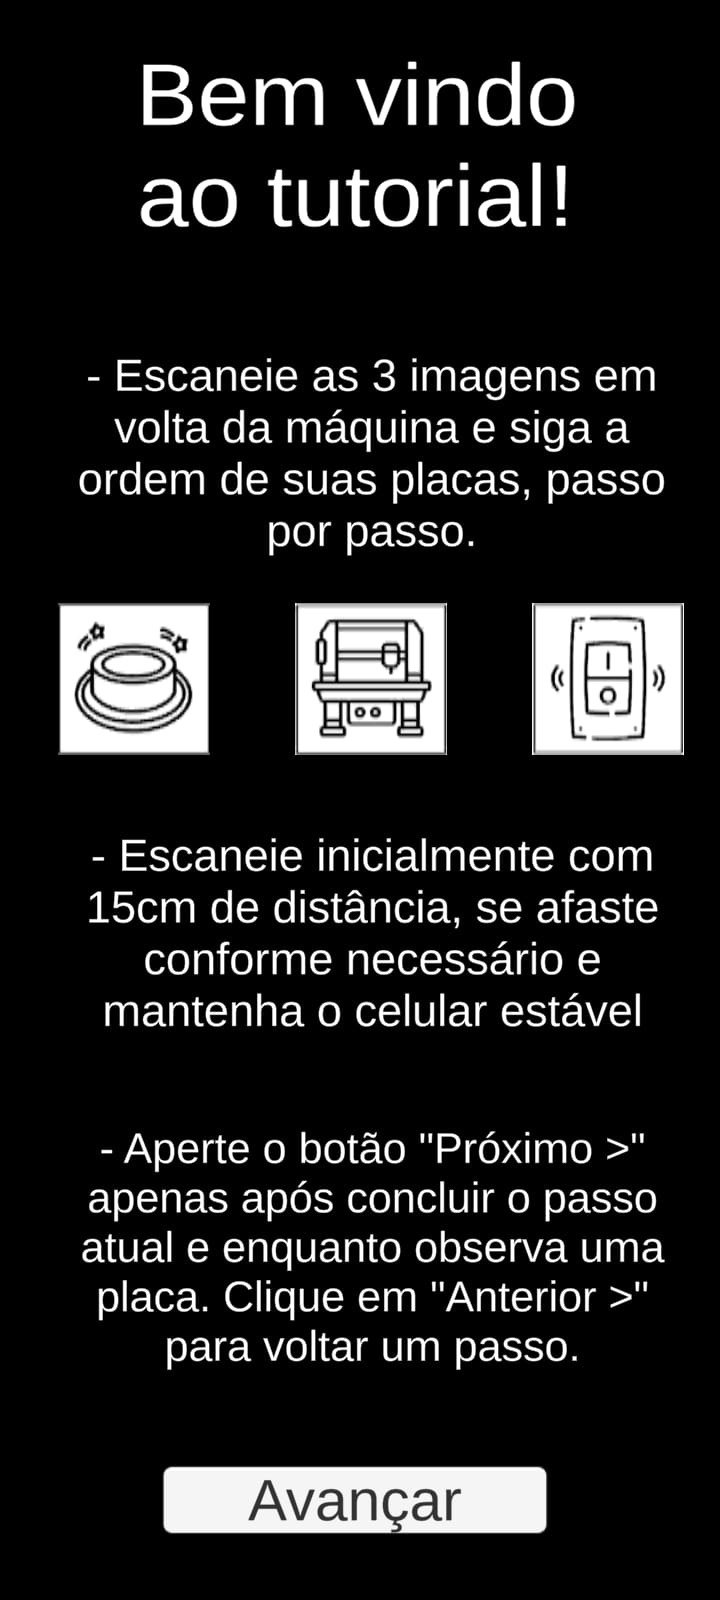 Bem vindo
ao tutorial!
- Escaneie as 3 imagens em
volta da máquina e siga a
ordem de suas placas, passo
por passo.
- Escaneie inicialmente com
15cm de distância, se afaste
conforme necessário e
mantenha o celular estável
- Aperte o botão "Próximo >"
apenas após concluir o passo
atual e enquanto observa uma
placa. Clique em "Anterior >"
para voltar um passo.
Avançar